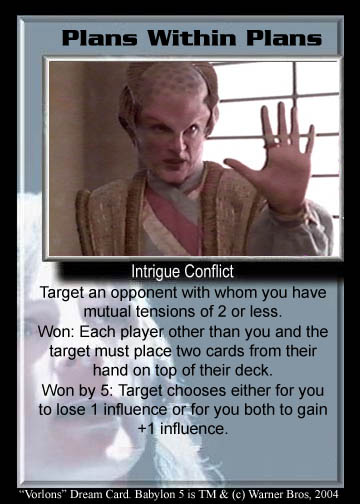 Plans Within Plans
Intrigue Conflict
Target an opponent with whom you have
mutual tensions of 2 or less.
Won: Each player other than you and the
target must place two cards from their
hand on top of their deck.
Won by 5: Target chooses either for you
to lose 1 influence or for you both to gain
+1 influence.
“Vorlons” Dream Card. Babylon 5 is TM & (c) Warner Bros, 2004